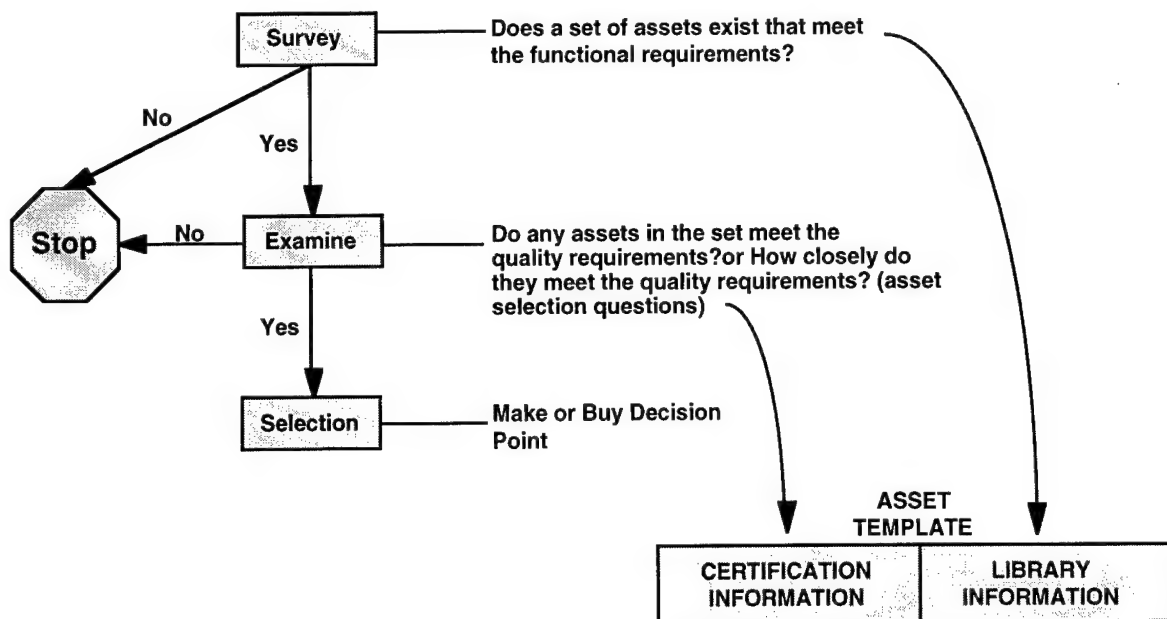 Survey
Does a set of assets exist that meet
the functional requirements?
No
Yes
Stop
No
Examine
Do any assets in the set meet the
quality requirements?or How closely do
they meet the quality requirements? (asset
selection questions)
Yes
Selection
Make or Buy Decision
Point
ASSET
TEMPLATE
CERTIFICATION
INFORMATION
LIBRARY
INFORMATION